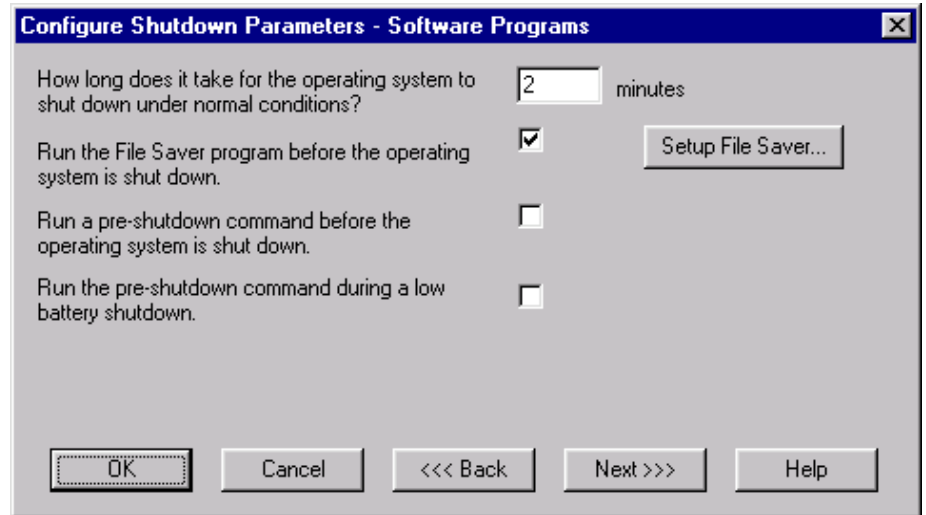 Configure Shutdown Parameters - Software Programs
How long does it take for the operating system to
shut down under normal conditions?
2 minutes
Run the File Saver program before the operating
system is shut down.
Setup File Saver...
Run a pre-shutdown command before the
operating system is shut down.
Run the pre-shutdown command during a low
battery shutdown.
OK Cancel <<< Back Next >>> Help